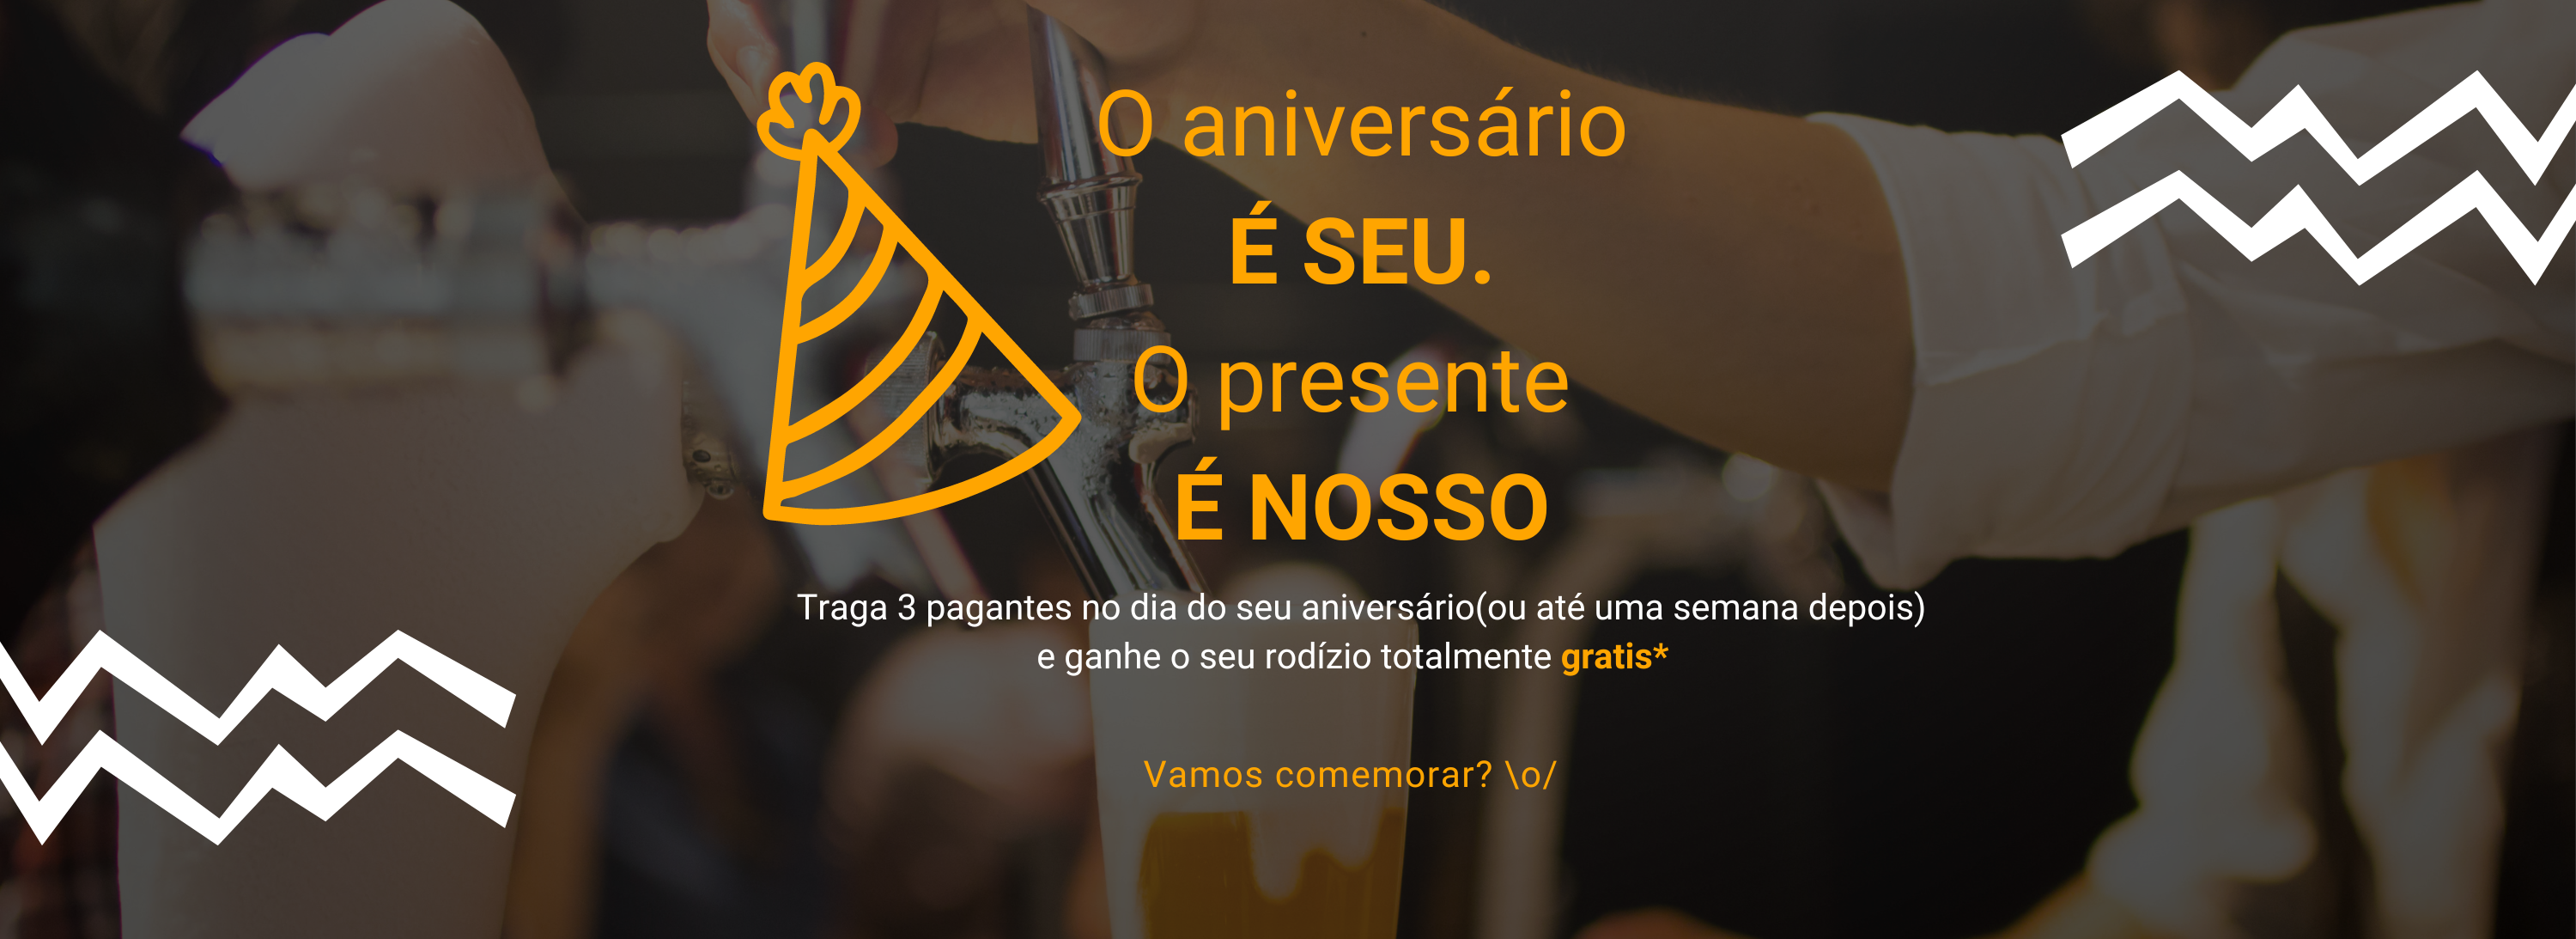 O aniversário
É SEU.
O presente
É NOSSO
Traga 3 pagantes no dia do seu aniversário(ou até uma semana depois)
e ganhe o seu rodízio totalmente gratis*
Vamos comemorar? \o/